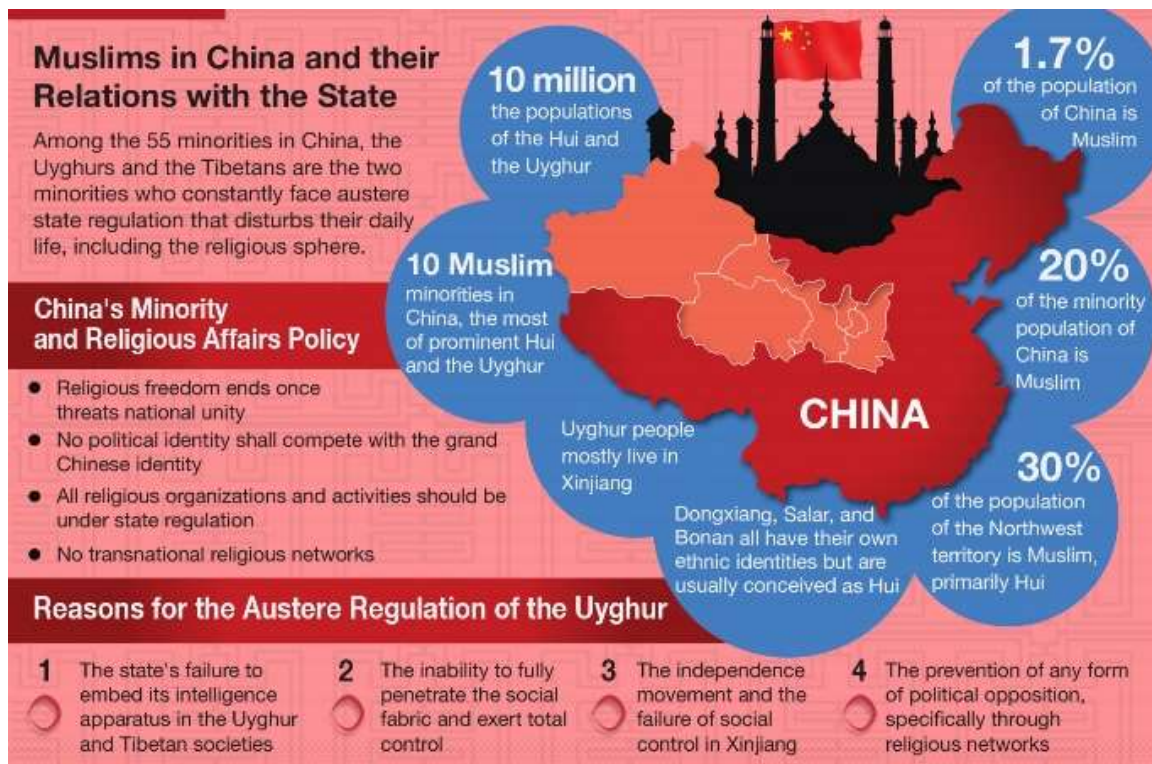 Muslims in China and their
Relations with the State
Among the 55 minorities in China, the
Uyghurs and the Tibetans are the two
minorities who constantly face austere
state regulation that disturbs their daily
life, including the religious sphere.
10 million
the populations
of the Hui and
the Uyghur
1.7%
of the population
of China is
Muslim
10 Muslim
minorities in
China, the most
of prominent Hui
and the Uyghur
20%
of the minority
population of
China is
Muslim
CHINA
Uyghur people
mostly live in
Xinjiang
Dongxiang, Salar, and
Bonan all have their own
ethnic identities but are
usually conceived as Hui
30%
of the population
of the Northwest
territory is Muslim,
primarily Hui
China's Minority
and Religious Affairs Policy
● Religious freedom ends once
threats national unity
● No political identity shall compete with the grand
Chinese identity
● All religious organizations and activities should be
under state regulation
● No transnational religious networks
Reasons for the Austere Regulation of the Uyghur
1
The state's failure to
embed its intelligence
apparatus in the Uyghur
and Tibetan societies
2
The inability to fully
penetrate the social
fabric and exert total
control
3
The independence
movement and the
failure of social
control in Xinjiang
4
The prevention of any form
of political opposition,
specifically through
religious networks